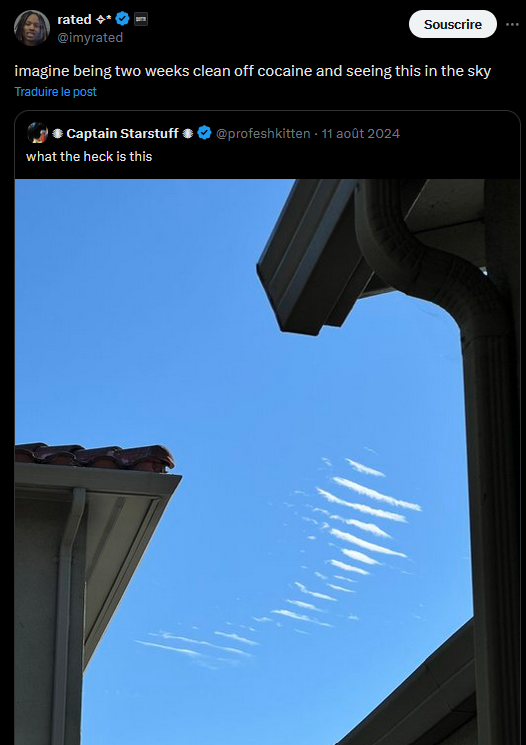 rated ✧*
@imyrated
Souscrire
imagine being two weeks clean off cocaine and seeing this in the sky
Traduire le post
Captain Starstuff
@profeshkitten · 11 août 2024
what the heck is this